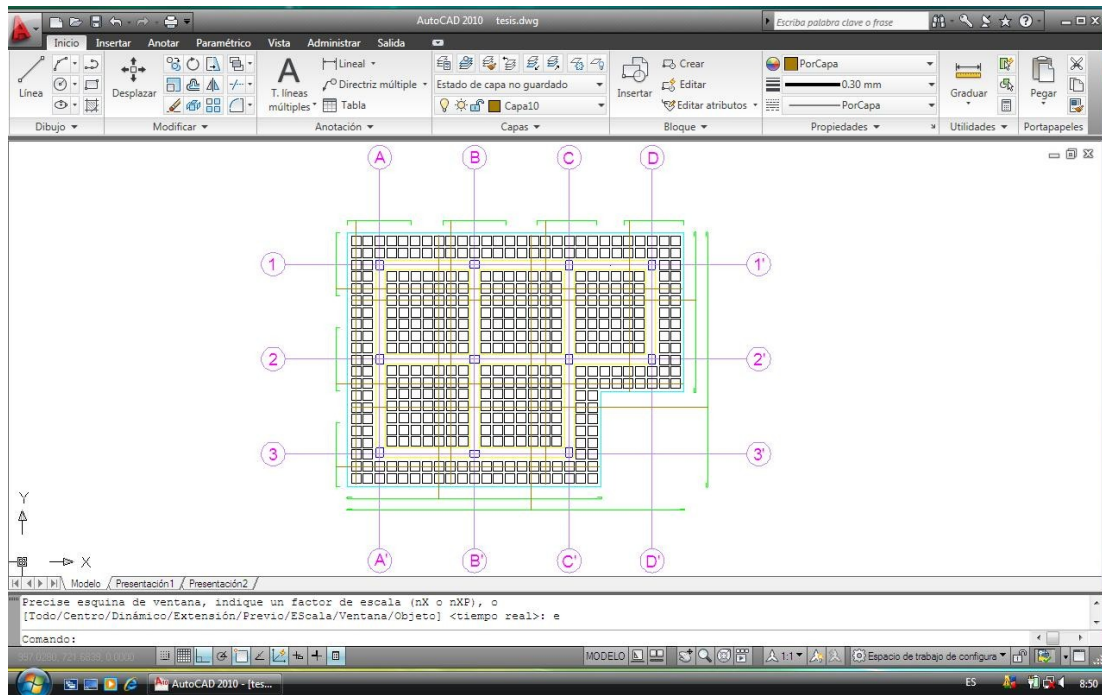 AutoCAD 2010 tesis.dwg
Escriba palabra clave o frase
Inicio Insertar Anotar Paramétrico Vista Administrar Salida
Línea
Desplazar
A
T. líneas múltiples
Lineal
Directriz múltiple
Tabla
Estado de capa no guardado
Capa10
Insertar
Crear
Editar
Editar atributos
PorCapa
0.30 mm
PorCapa
Graduar
Pegar
Dibujo Modificar Anotación Capas Bloque Propiedades Utilidades Portapapeles
A B C D
1 1'
2 2'
3 3'
A' B' C' D'
Y
X
Modelo Presentación1 Presentación2
Precise esquina de ventana, indique un factor de escala (nX o nXP), o
[Todo/Centro/Dinámico/Extensión/Previo/EScala/Ventana/Objeto] <tiempo real>: e
Comando:
MODELO 1:1 Espacio de trabajo de configura
AutoCAD 2010 - [tes... ES 8:50